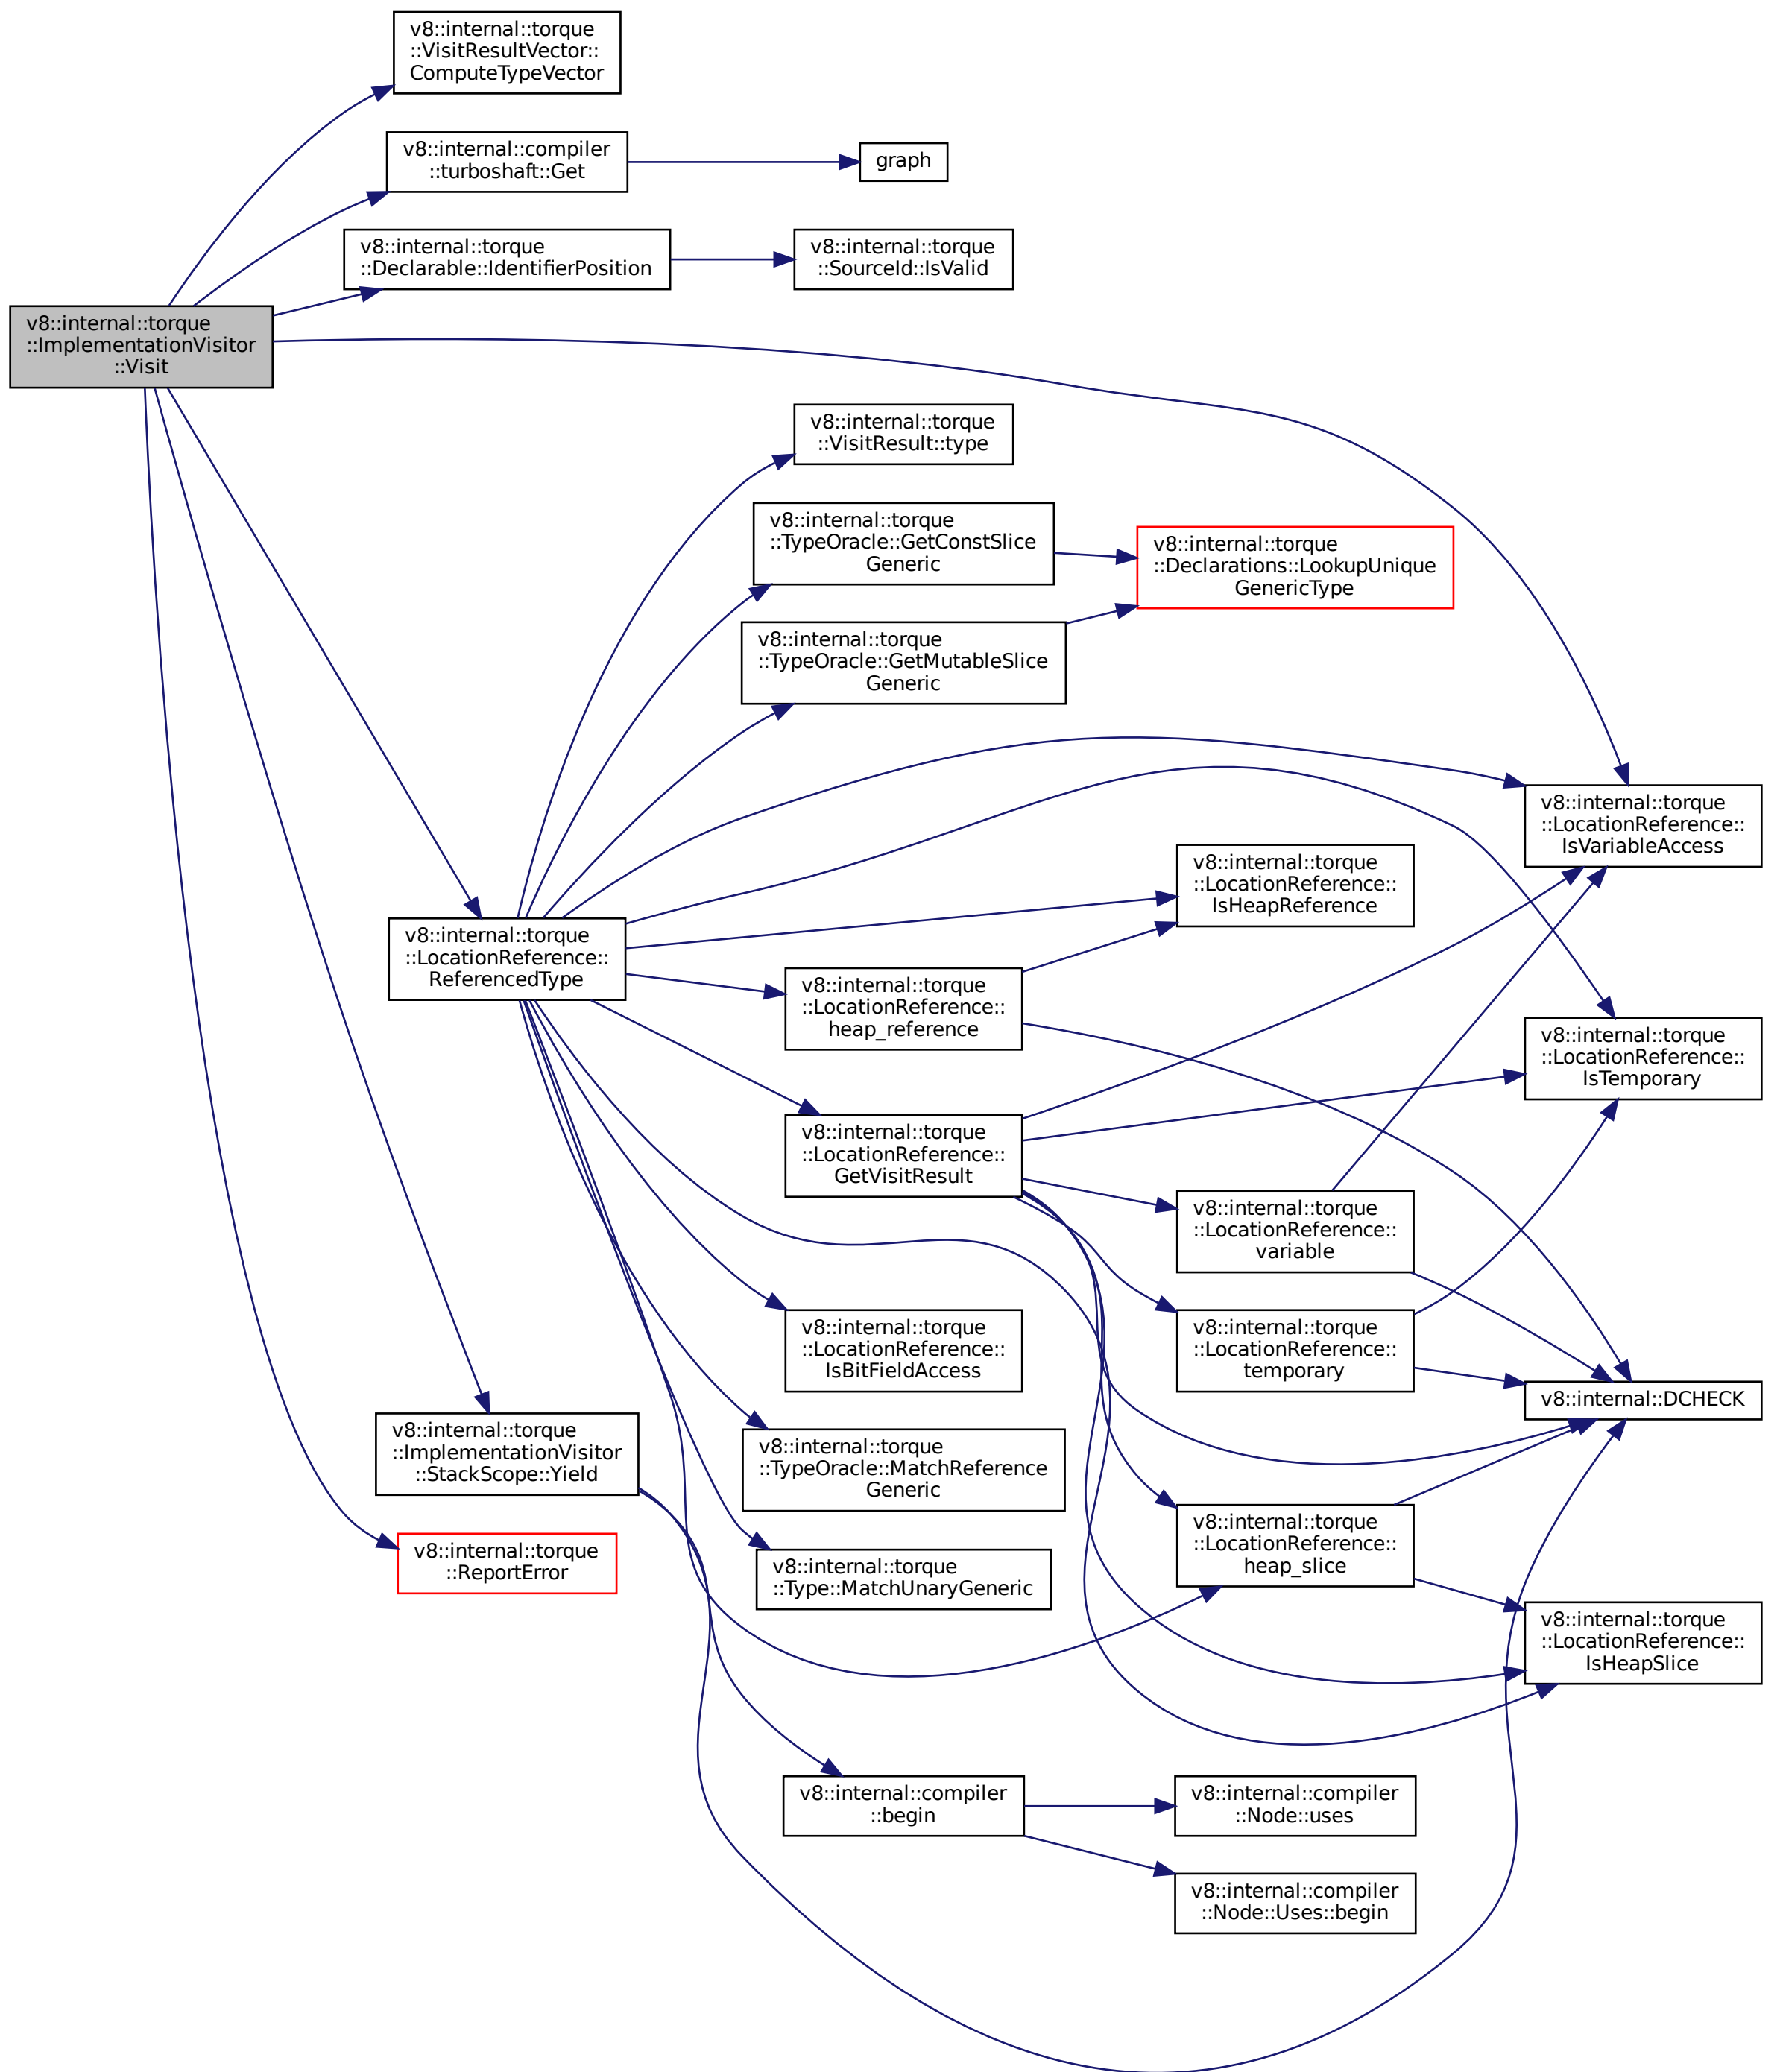 v8::internal::torque
::VisitResultVector::
ComputeTypeVector
v8::internal::compiler
::turboshaft::Get
graph
v8::internal::torque
::Declarable::IdentifierPosition
v8::internal::torque
::SourceId::IsValid
v8::internal::torque
::ImplementationVisitor
::Visit
v8::internal::torque
::VisitResult::type
v8::internal::torque
::TypeOracle::GetConstSlice
Generic
v8::internal::torque
::Declarations::LookupUnique
GenericType
v8::internal::torque
::TypeOracle::GetMutableSlice
Generic
v8::internal::torque
::LocationReference::
IsVariableAccess
v8::internal::torque
::LocationReference::
IsHeapReference
v8::internal::torque
::LocationReference::
ReferencedType
v8::internal::torque
::LocationReference::
heap_reference
v8::internal::torque
::LocationReference::
IsTemporary
v8::internal::torque
::LocationReference::
GetVisitResult
v8::internal::torque
::LocationReference::
variable
v8::internal::torque
::LocationReference::
IsBitFieldAccess
v8::internal::torque
::LocationReference::
temporary
v8::internal::DCHECK
v8::internal::torque
::ImplementationVisitor
::StackScope::Yield
v8::internal::torque
::TypeOracle::MatchReference
Generic
v8::internal::torque
::LocationReference::
heap_slice
v8::internal::torque
::ReportError
v8::internal::torque
::Type::MatchUnaryGeneric
v8::internal::torque
::LocationReference::
IsHeapSlice
v8::internal::compiler
::begin
v8::internal::compiler
::Node::uses
v8::internal::compiler
::Node::Uses::begin